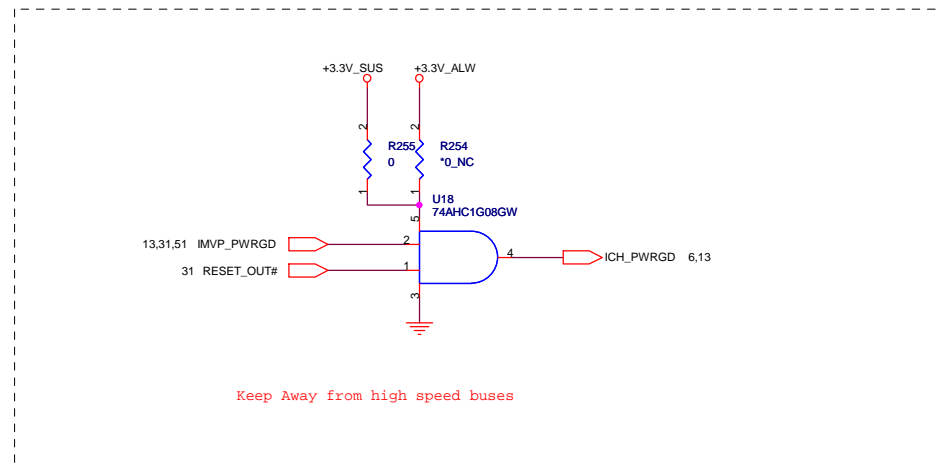 +3.3V_SUS
+3.3V_ALW
2
2
R255
0
R254
*0_NC
1
1
U18
74AHC1G08GW
5
13,31,51 IMVP_PWRGD
2
31 RESET_OUT#
1
4
ICH_PWRGD 6,13
3
Keep Away from high speed buses